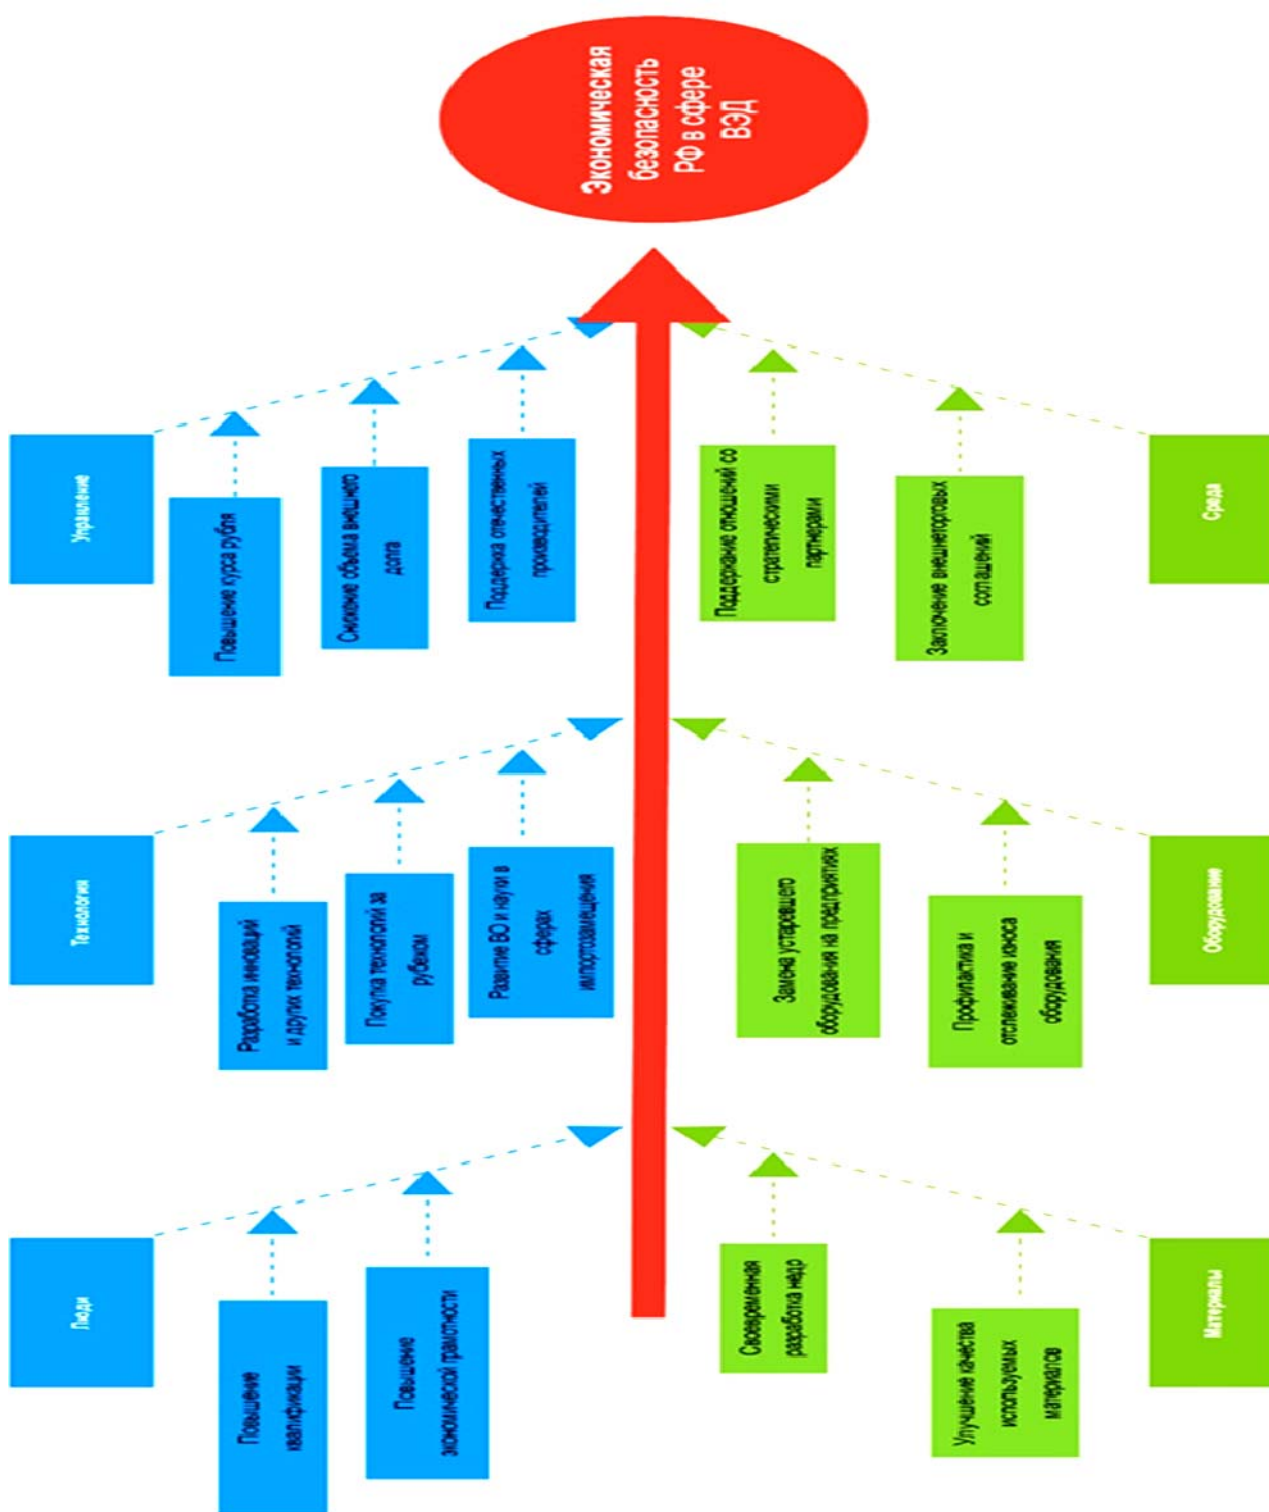 Экономическая
безопасность
РФ в сфере
ВЭД
Люди
Повышение
квалификации
Повышение
экономической грамотности
Технологии
Разработка инноваций
и других технологий
Покупка технологий за
рубежом
Развитие ВО и науки в
сферах
импортозамещения
Управление
Повышение курса рубля
Снижение объема внешнего
долга
Поддержка отечественных
производителей
Своевременная
разработка недр
Улучшение качества
используемых
материалов
Материалы
Замена устаревшего
оборудования на предприятиях
Профилактика и
отслеживание износа
оборудования
Оборудование
Поддержание отношений со
стратегическими
партнерами
Заключение внешнеторговых
соглашений
Среда